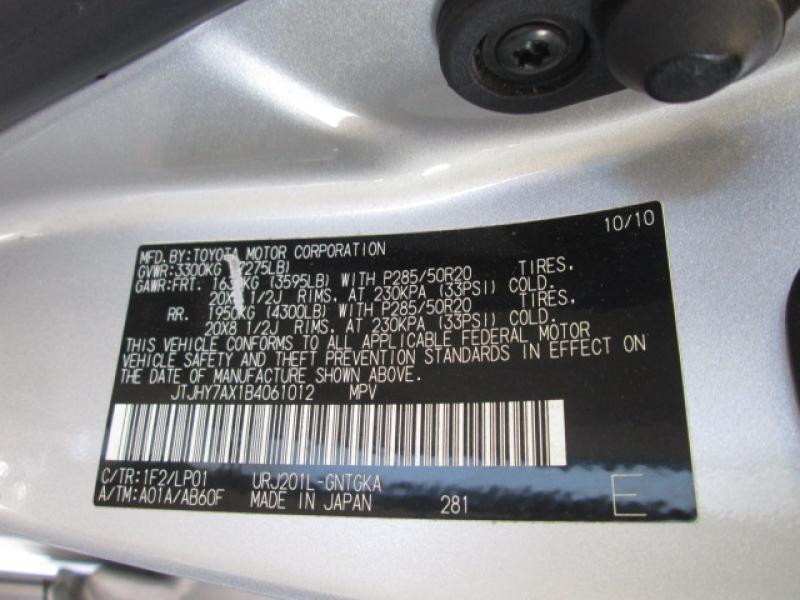 10/10
MFD. BY:TOYOTA MOTOR CORPORATION
GVWR:3300KG 7275LB)
GAWR:FRT. (3595LB) WITH P285/50R20 TIRES.
20X8 1/2J RIMS. AT 230KPA (33PSI) COLD.
RR. 1950KG (4300LB) WITH P285/50R20 TIRES.
20X8 1/2J RIMS. AT 230KPA (33PSI) COLD.
THIS VEHICLE CONFORMS TO ALL APPLICABLE FEDERAL MOTOR
VEHICLE SAFETY AND THEFT PREVENTION STANDARDS IN EFFECT ON
THE DATE OF MANUFACTURE SHOWN ABOVE.
JTJHY7AX1B4061012 MPV
C/TR:1F2/LP01 URJ201L-GNTGKA
A/TM:A01A/AB60F MADE IN JAPAN 281 E